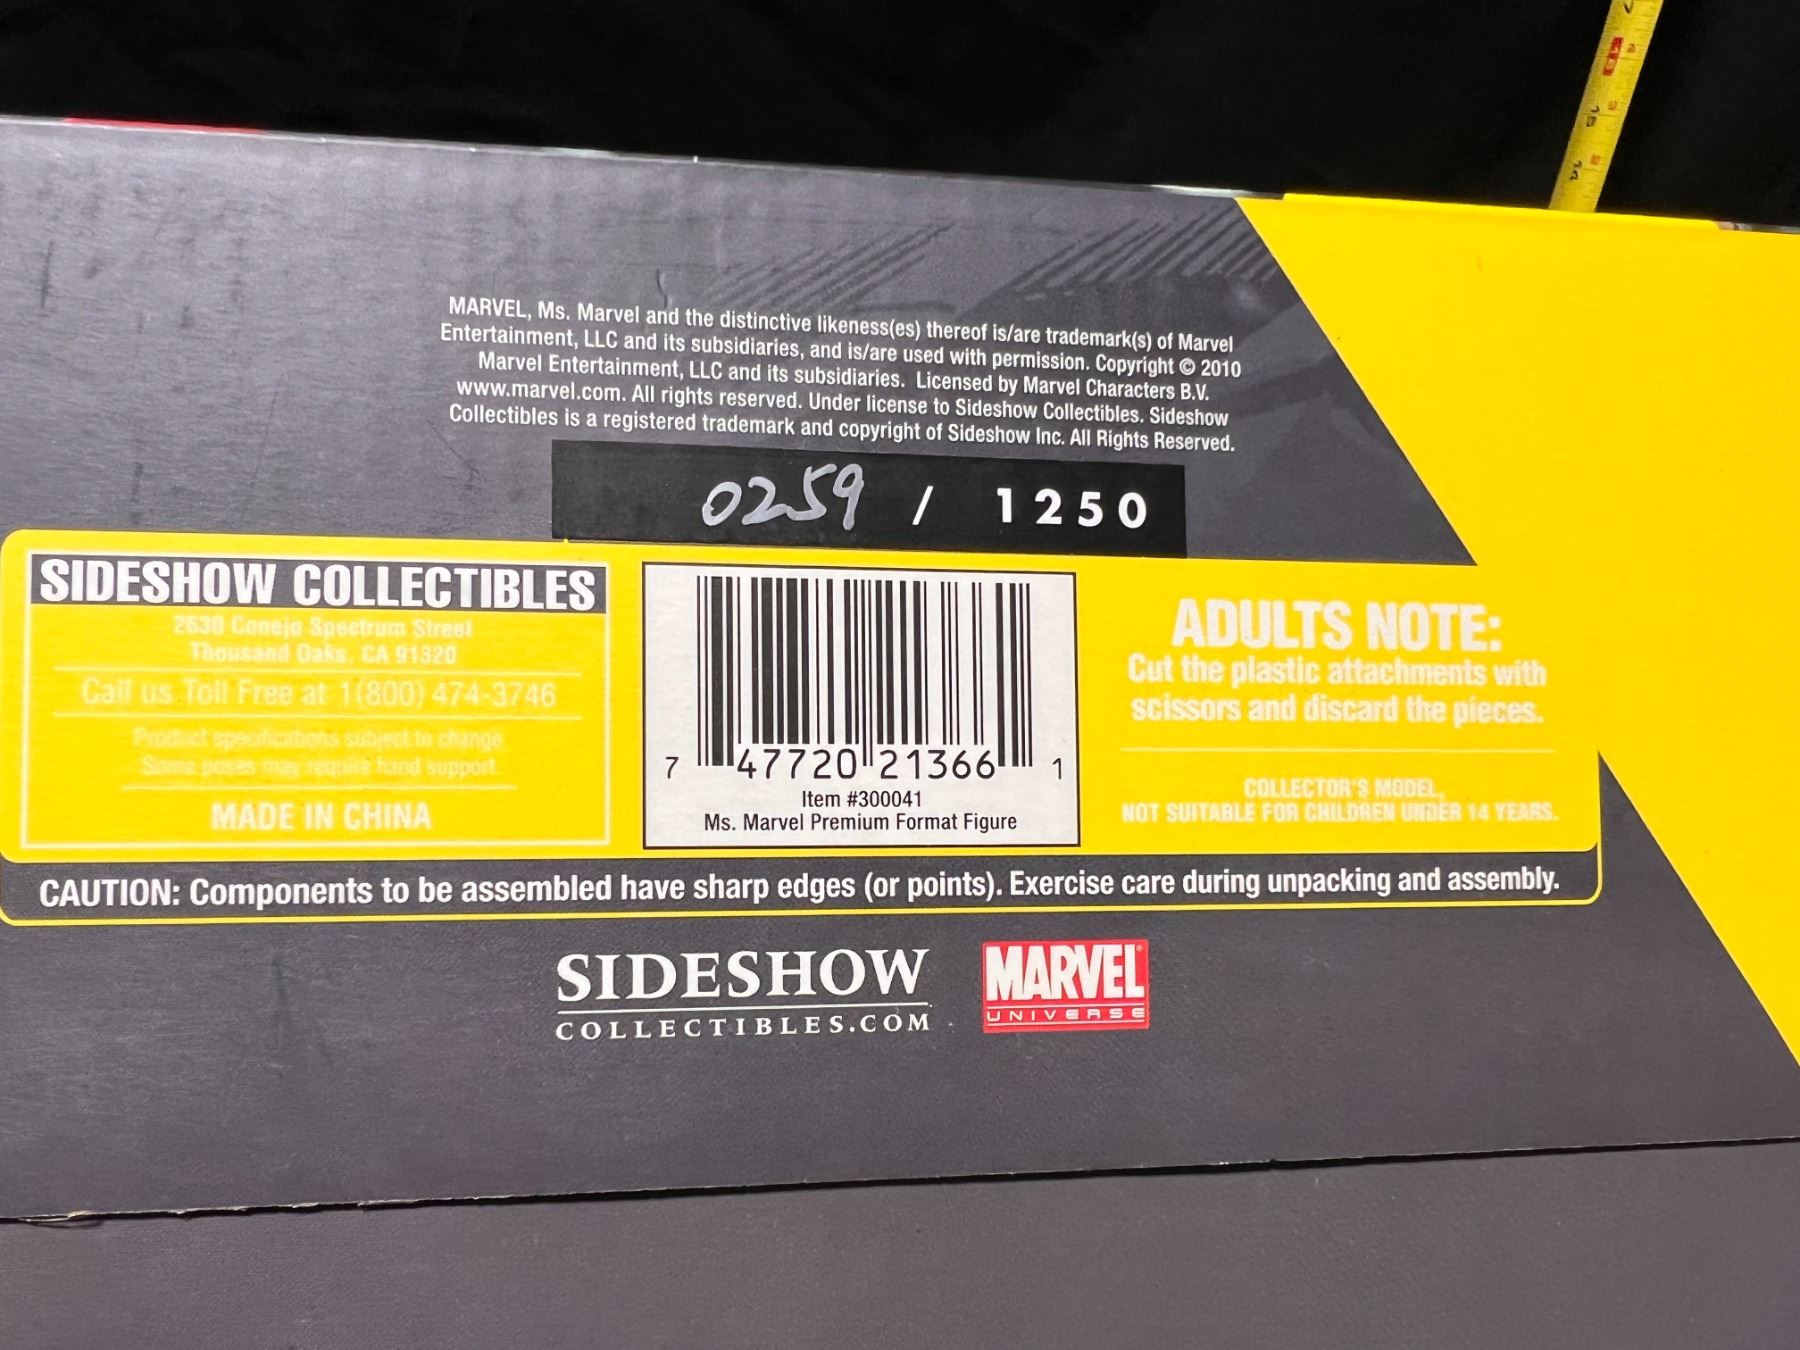 MARVEL, Ms. Marvel and the distinctive likeness(es) thereof is/are trademark(s) of Marvel
Entertainment, LLC and its subsidiaries, and is/are used with permission. Copyright © 2010
Marvel Entertainment, LLC and its subsidiaries. Licensed by Marvel Characters B.V.
www.marvel.com. All rights reserved. Under license to Sideshow Collectibles. Sideshow
Collectibles is a registered trademark and copyright of Sideshow Inc. All Rights Reserved.
0259 / 1250
SIDESHOW COLLECTIBLES
2630 Conejo Spectrum Street
Thousand Oaks, CA 91320
Call us Toll Free at 1(800) 474-3746
Product specifications subject to change
Some poses may require hand support.
MADE IN CHINA
7 47720 21366 1
Item #300041
Ms. Marvel Premium Format Figure
ADULTS NOTE:
Cut the plastic attachments with
scissors and discard the pieces.
COLLECTOR'S MODEL,
NOT SUITABLE FOR CHILDREN UNDER 14 YEARS.
CAUTION: Components to be assembled have sharp edges (or points). Exercise care during unpacking and assembly.
SIDESHOW
COLLECTIBLES.COM
MARVEL
UNIVERSE